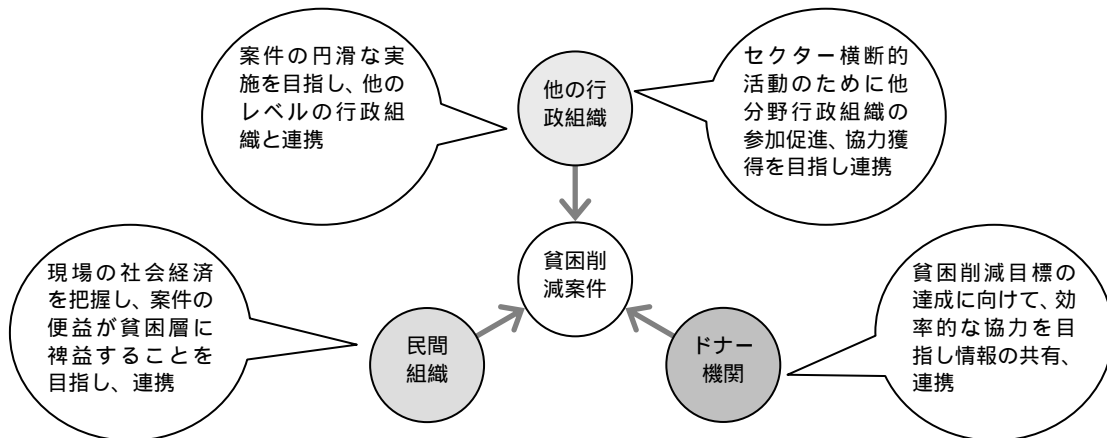 案件の円滑な実
施を目指し、他の
レベルの行政組
織と連携
他の行
政組織
セクター横断的
活動のために他
分野行政組織の
参加促進、協力獲
得を目指し連携
現場の社会経済
を把握し、案件の
便益が貧困層に
裨益することを
目指し、連携
民間
組織
貧困削
減案件
ドナー
機関
貧困削減目標の
達成に向けて、効
率的な協力を目
指し情報の共有、
連携